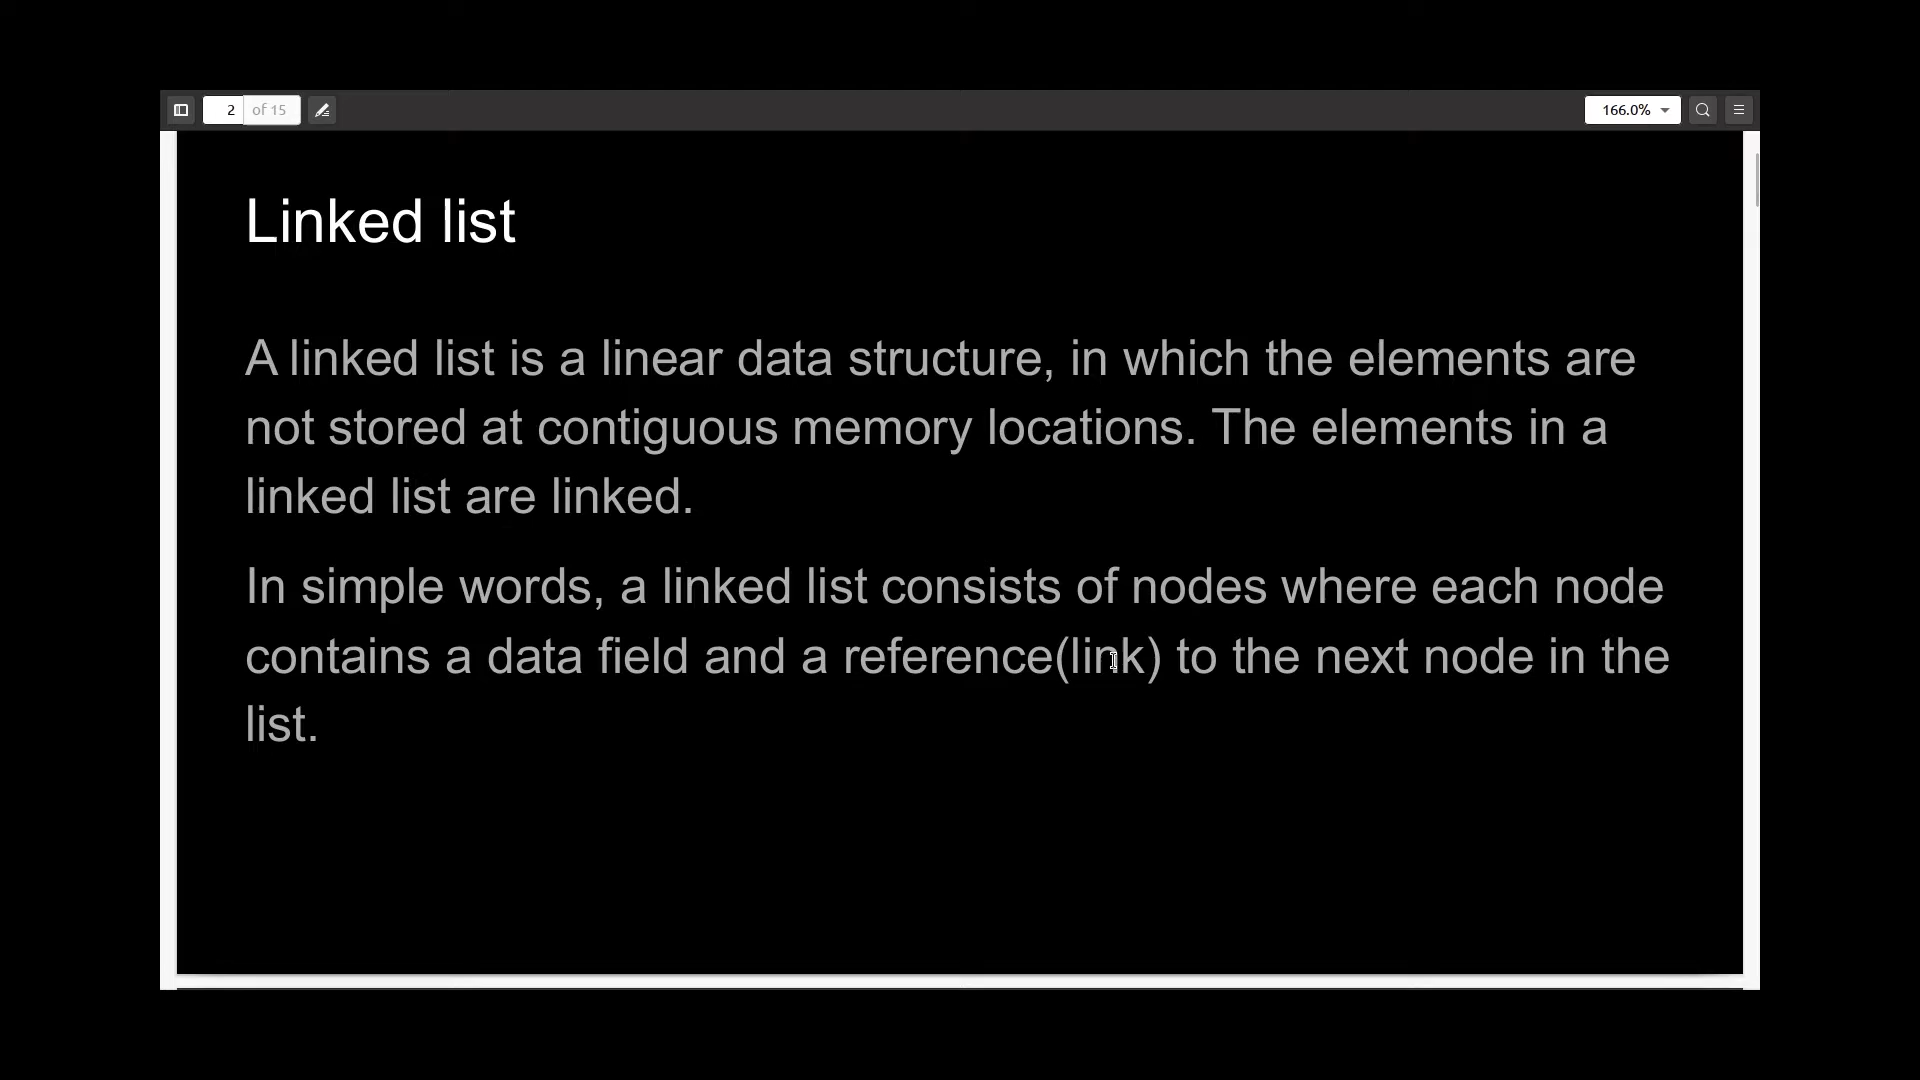 2 of 15
166.0%
Linked list
A linked list is a linear data structure, in which the elements are
not stored at contiguous memory locations. The elements in a
linked list are linked.
In simple words, a linked list consists of nodes where each node
contains a data field and a reference(link) to the next node in the
list.